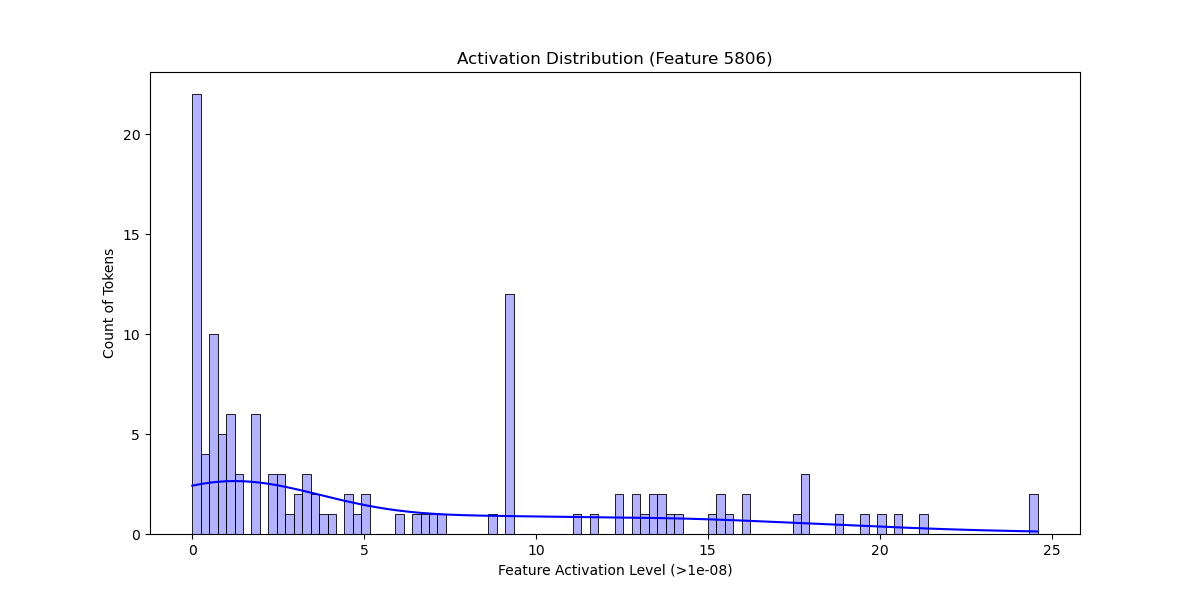 Activation Distribution (Feature 5806)
Count of Tokens
20
15
10
5
0
0 5 10 15 20 25
Feature Activation Level (>1e-08)